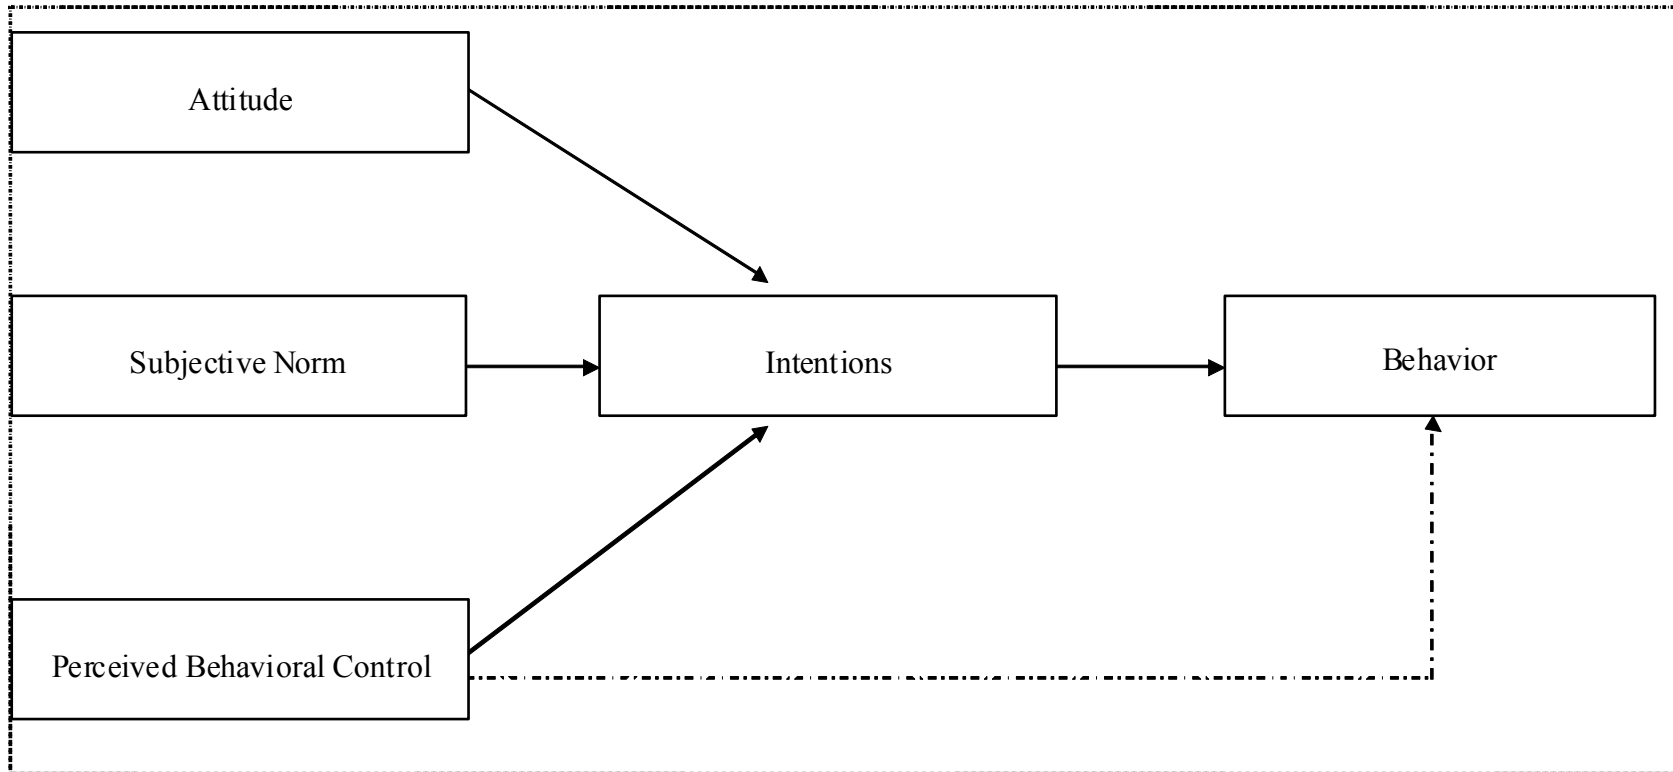 Attitude
Subjective Norm
Intentions
Behavior
Perceived Behavioral Control